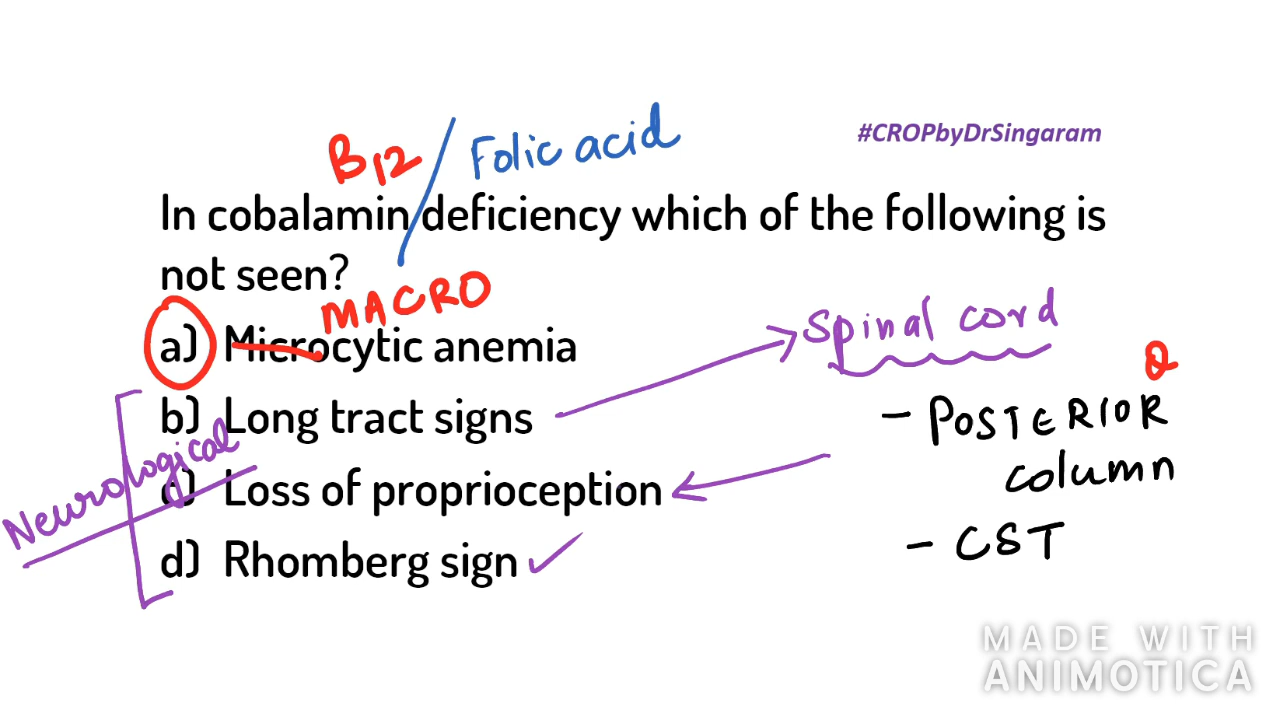 #CROPbyDrSingaram
B12 / Folic acid
In cobalamin deficiency which of the following is
not seen?
MACRO
a) Microcytic anemia
Spinal cord
b) Long tract signs
- POSTERIOR
column
c) Loss of proprioception
- CST
d) Rhomberg sign ✓
Neurological
MADE WITH
ANIMOTICA